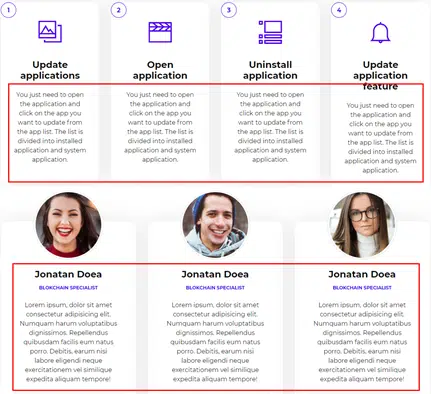 1
2
3
4
Update
applications
You just need to open
the application and
click on the app you
want to update from
the app list. The list is
divided into installed
application and system
application.
Open
application
You just need to open
the application and
click on the app you
want to update from
the app list. The list is
divided into installed
application and system
application.
Uninstall
application
You just need to open
the application and
click on the app you
want to update from
the app list. The list is
divided into installed
application and system
application.
Update
application
feature
You just need to open
the application and
click on the app you
want to update from
the app list. The list is
divided into installed
application and system
application.
Jonatan Doea
BLOKCHAIN SPECIALIST
Lorem ipsum, dolor sit amet
consectetur adipisicing elit.
Numquam harum voluptatibus
dignissimos. Repellendus
quibusdam facilis eum natus
porro. Debitis, earum nisi
labore eligendi neque
exercitationem vel similique
expedita aliquam tempore!
Jonatan Doea
BLOKCHAIN SPECIALIST
Lorem ipsum, dolor sit amet
consectetur adipisicing elit.
Numquam harum voluptatibus
dignissimos. Repellendus
quibusdam facilis eum natus
porro. Debitis, earum nisi
labore eligendi neque
exercitationem vel similique
expedita aliquam tempore!
Jonatan Doea
BLOKCHAIN SPECIALIST
Lorem ipsum, dolor sit amet
consectetur adipisicing elit.
Numquam harum voluptatibus
dignissimos. Repellendus
quibusdam facilis eum natus
porro. Debitis, earum nisi
labore eligendi neque
exercitationem vel similique
expedita aliquam tempore!